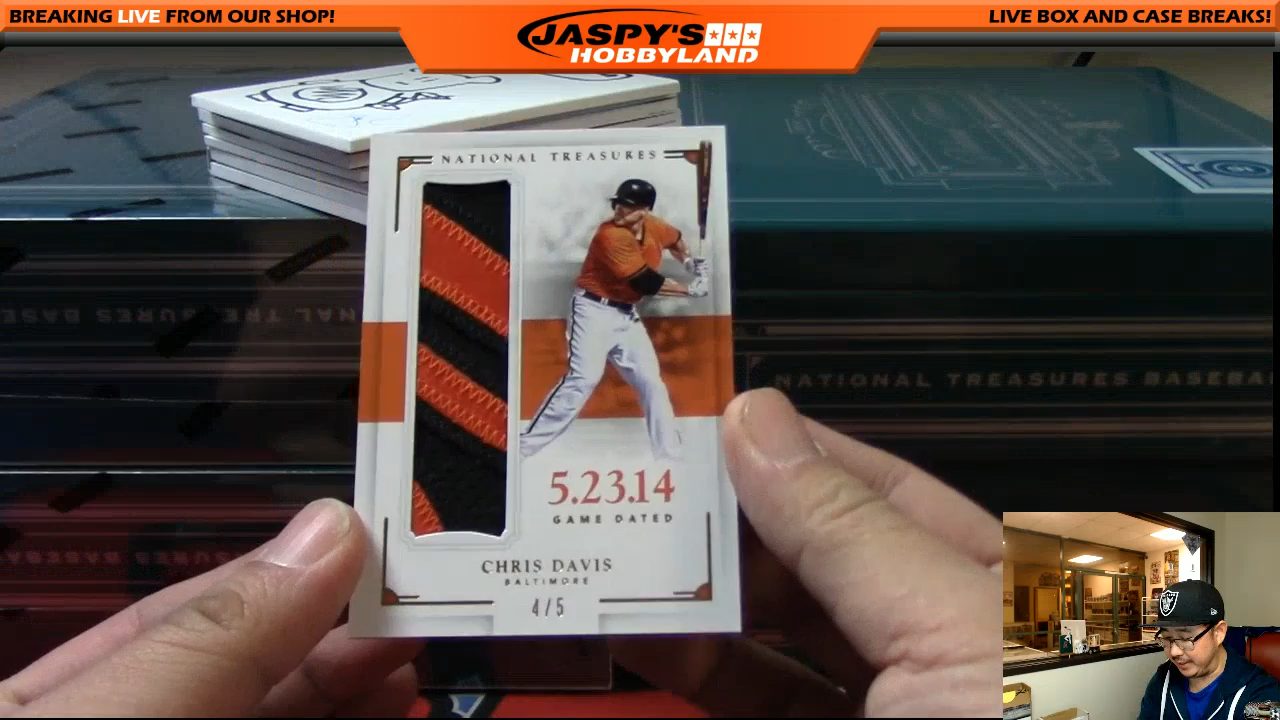 BREAKING LIVE FROM OUR SHOP!
JASPY'S
HOBBYLAND
LIVE BOX AND CASE BREAKS!
NATIONAL TREASURES
5.23.14
GAME DATED
CHRIS DAVIS
BALTIMORE
4/5
NATIONAL TREASURES BASEBA